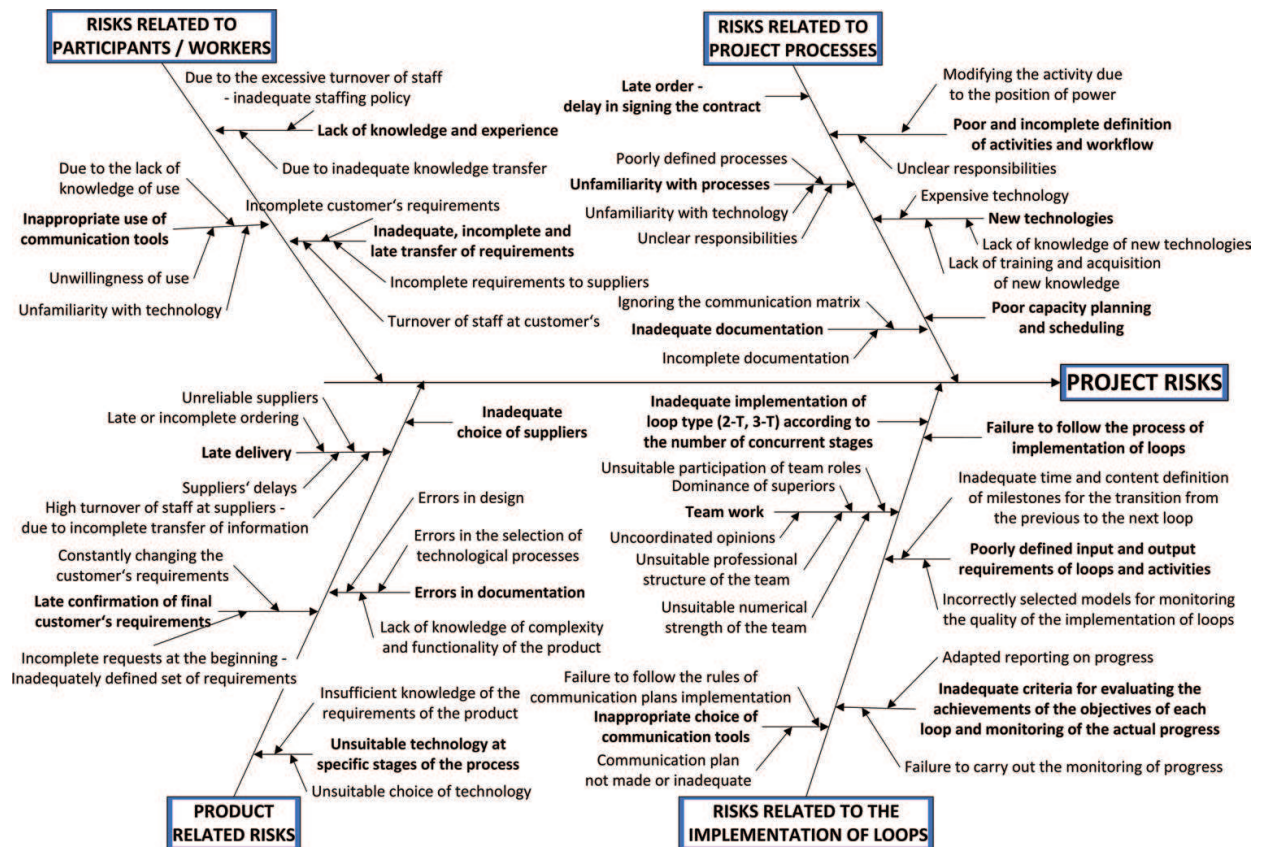 RISKS RELATED TO
PARTICIPANTS / WORKERS
Due to the excessive turnover of staff
- inadequate staffing policy
Lack of knowledge and experience
Due to inadequate knowledge transfer
Due to the lack of
knowledge of use
Inappropriate use of
communication tools
Unwillingness of use
Unfamiliarity with technology
Incomplete customer‘s requirements
Inadequate, incomplete and
late transfer of requirements
Incomplete requirements to suppliers
Turnover of staff at customer‘s
RISKS RELATED TO
PROJECT PROCESSES
Late order -
delay in signing the contract
Modifying the activity due
to the position of power
Poor and incomplete definition
of activities and workflow
Unclear responsibilities
Poorly defined processes
Unfamiliarity with processes
Unfamiliarity with technology
Unclear responsibilities
Expensive technology
New technologies
Lack of knowledge of new technologies
Lack of training and acquisition
of new knowledge
Ignoring the communication matrix
Inadequate documentation
Incomplete documentation
Poor capacity planning
and scheduling
PROJECT RISKS
Unreliable suppliers
Late or incomplete ordering
Late delivery
Suppliers‘ delays
High turnover of staff at suppliers -
due to incomplete transfer of information
Inadequate
choice of suppliers
Errors in design
Errors in the selection of
technological processes
Errors in documentation
Lack of knowledge of complexity
and functionality of the product
Constantly changing the
customer‘s requirements
Late confirmation of final
customer‘s requirements
Incomplete requests at the beginning -
Inadequately defined set of requirements
Insufficient knowledge of the
requirements of the product
Unsuitable technology at
specific stages of the process
Unsuitable choice of technology
PRODUCT
RELATED RISKS
Inadequate implementation of
loop type (2-T, 3-T) according to
the number of concurrent stages
Failure to follow the process of
implementation of loops
Unsuitable participation of team roles
Dominance of superiors
Team work
Uncoordinated opinions
Unsuitable professional
structure of the team
Unsuitable numerical
strength of the team
Inadequate time and content definition
of milestones for the transition from
the previous to the next loop
Poorly defined input and output
requirements of loops and activities
Incorrectly selected models for monitoring
the quality of the implementation of loops
Failure to follow the rules of
communication plans implementation
Inappropriate choice of
communication tools
Communication plan
not made or inadequate
Adapted reporting on progress
Inadequate criteria for evaluating the
achievements of the objectives of each
loop and monitoring of the actual progress
Failure to carry out the monitoring of progress
RISKS RELATED TO THE
IMPLEMENTATION OF LOOPS